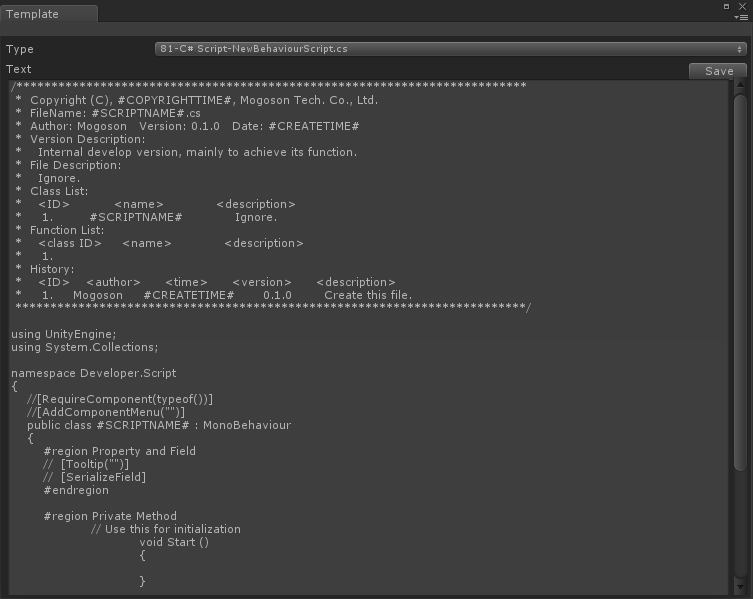 Template
Type
81-C# Script-NewBehaviourScript.cs
Text
Save
/*************************************************************************
 *  Copyright (C), #COPYRIGHTTIME#, Mogoson Tech. Co., Ltd.
 *  FileName: #SCRIPTNAME#.cs
 *  Author: Mogoson   Version: 0.1.0   Date: #CREATETIME#
 *  Version Description:
 *    Internal develop version, mainly to achieve its function.
 *  File Description:
 *    Ignore.
 *  Class List:
 *    <ID>           <name>             <description>
 *     1.         #SCRIPTNAME#             Ignore.
 *  Function List:
 *    <class ID>     <name>             <description>
 *     1.
 *  History:
 *    <ID>    <author>      <time>      <version>      <description>
 *     1.     Mogoson     #CREATETIME#       0.1.0        Create this file.
 *************************************************************************/
using UnityEngine;
using System.Collections;
namespace Developer.Script
{
    //[RequireComponent(typeof())]
    //[AddComponentMenu("")]
    public class #SCRIPTNAME# : MonoBehaviour
    {
        #region Property and Field
        //  [Tooltip("")]
        //  [SerializeField]
        #endregion
        #region Private Method
        // Use this for initialization
        void Start ()
        {
        }